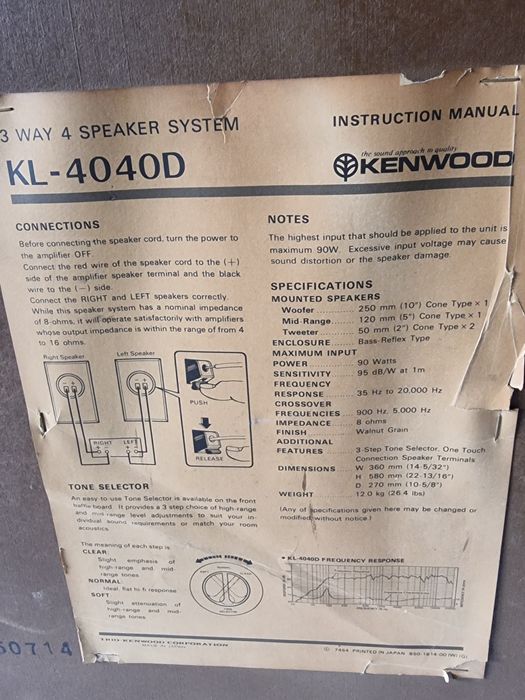 3 WAY 4 SPEAKER SYSTEM
INSTRUCTION MANUAL
KL-4040D
the sound approach to quality
KENWOOD
CONNECTIONS
Before connecting the speaker cord, turn the power to
the amplifier OFF.
Connect the red wire of the speaker cord to the (+)
side of the amplifier speaker terminal and the black
wire to the (−) side.
Connect the RIGHT and LEFT speakers correctly.
While this speaker system has a nominal impedance
of 8-ohms, it will operate satisfactorily with amplifiers
whose output impedance is within the range of from 4
to 16 ohms.
Right Speaker
Left Speaker
PUSH
RELEASE
RIGHT
LEFT
TONE SELECTOR
An easy to use Tone Selector is available on the front
baffle board. It provides a 3 step choice of high-range
and mid-range level adjustments to suit your in-
dividual sound requirements or match your room
acoustics.
The meaning of each step is:
CLEAR:
Slight emphasis of
high-range and mid-
range tones
NORMAL:
Ideal, flat hi-fi response
SOFT:
Slight attenuation of
high-range and mid-
range tones
NOTES
The highest input that should be applied to the unit is
maximum 90W. Excessive input voltage may cause
sound distortion or the speaker damage.
SPECIFICATIONS
MOUNTED SPEAKERS
Woofer 250 mm (10") Cone Type × 1
Mid-Range 120 mm (5") Cone Type × 1
Tweeter 50 mm (2") Cone Type × 2
ENCLOSURE Bass-Reflex Type
MAXIMUM INPUT
POWER 90 Watts
SENSITIVITY 95 dB/W at 1m
FREQUENCY
RESPONSE 35 Hz to 20,000 Hz
CROSSOVER
FREQUENCIES 900 Hz, 5,000 Hz
IMPEDANCE 8 ohms
FINISH Walnut Grain
ADDITIONAL
FEATURES 3-Step Tone Selector, One Touch
Connection Speaker Terminals
DIMENSIONS W 360 mm (14-5/32")
H 580 mm (22-13/16")
D 270 mm (10-5/8")
WEIGHT 12.0 kg (26.4 lbs)
(Any of specifications given here may be changed or
modified without notice.)
• KL-4040D FREQUENCY RESPONSE
TRIO-KENWOOD CORPORATION
MADE IN JAPAN
© 7454 PRINTED IN JAPAN
50714